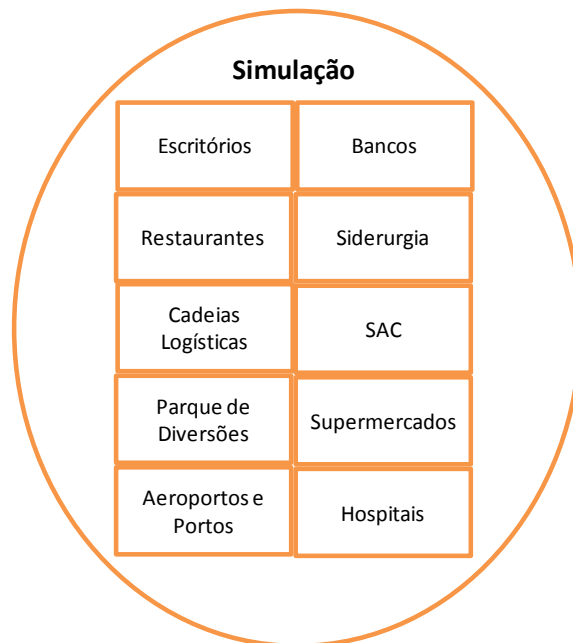 Simulação
Escritórios
Bancos
Restaurantes
Siderurgia
Cadeias
Logísticas
SAC
Parque de
Diversões
Supermercados
Aeroportos e
Portos
Hospitais